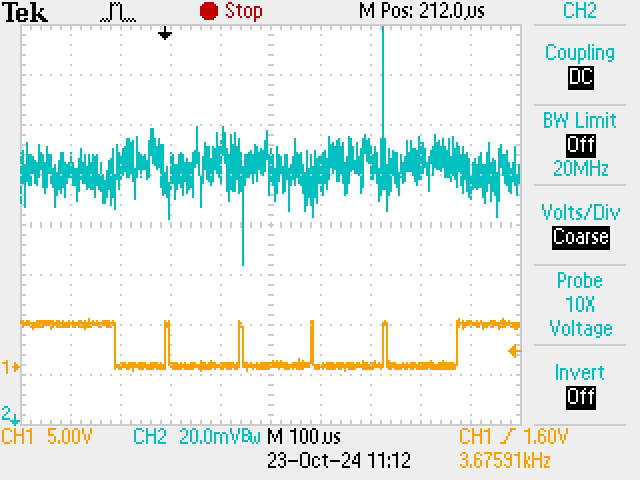 Tek Stop M Pos: 212.0µs CH2
Coupling
DC
BW Limit
Off
20MHz
Volts/Div
Coarse
Probe
10X
Voltage
Invert
Off
1
2
CH1 5.00V CH2 20.0mVBw M 100µs CH1 1.60V
23-Oct-24 11:12 3.67591kHz